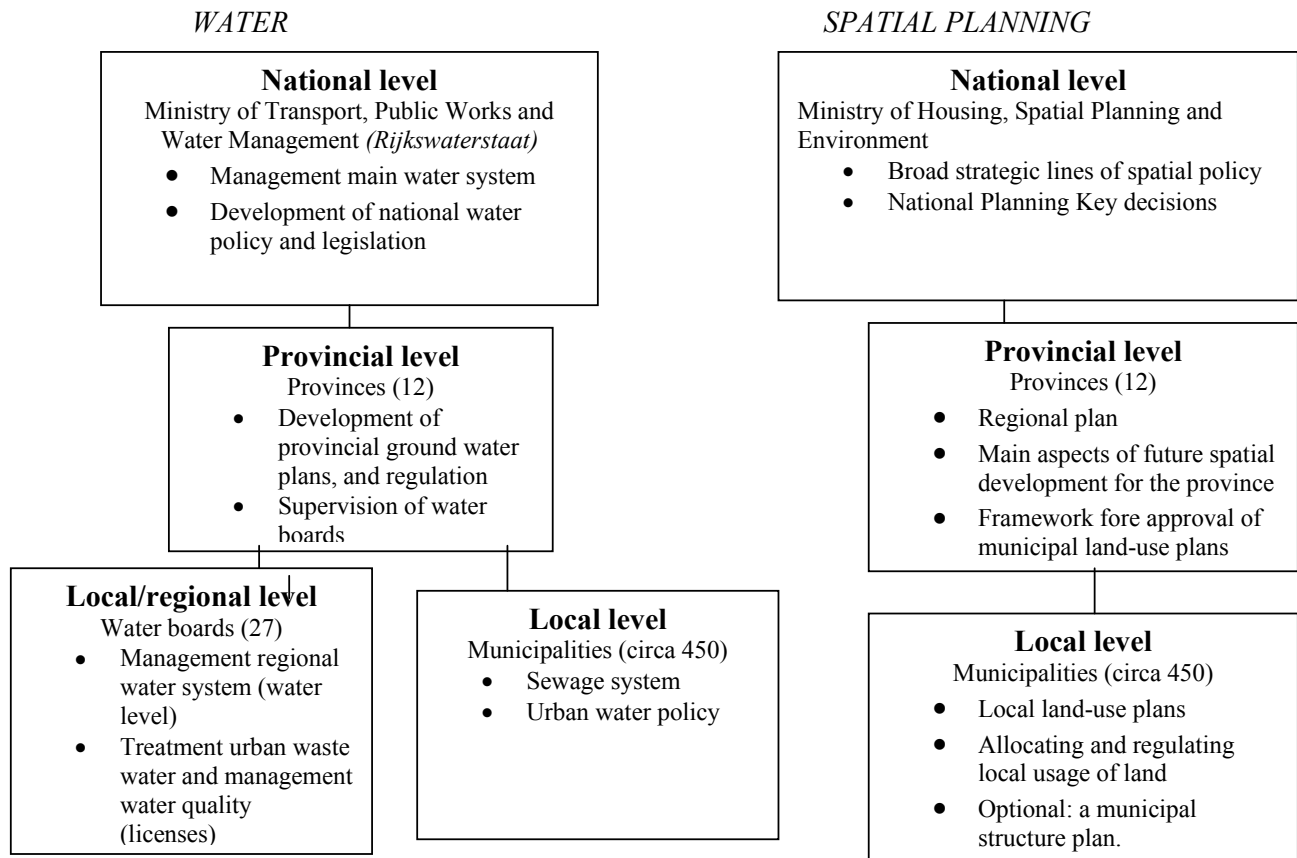 WATER
National level
Ministry of Transport, Public Works and
Water Management (Rijkswaterstaat)
• Management main water system
• Development of national water
policy and legislation
Provincial level
Provinces (12)
• Development of
provincial ground water
plans, and regulation
• Supervision of water
boards
Local/regional level
Water boards (27)
• Management regional
water system (water
level)
• Treatment urban waste
water and management
water quality
(licenses)
Local level
Municipalities (circa 450)
• Sewage system
• Urban water policy
SPATIAL PLANNING
National level
Ministry of Housing, Spatial Planning and
Environment
• Broad strategic lines of spatial policy
• National Planning Key decisions
Provincial level
Provinces (12)
• Regional plan
• Main aspects of future spatial
development for the province
• Framework fore approval of
municipal land-use plans
Local level
Municipalities (circa 450)
• Local land-use plans
• Allocating and regulating
local usage of land
• Optional: a municipal
structure plan.